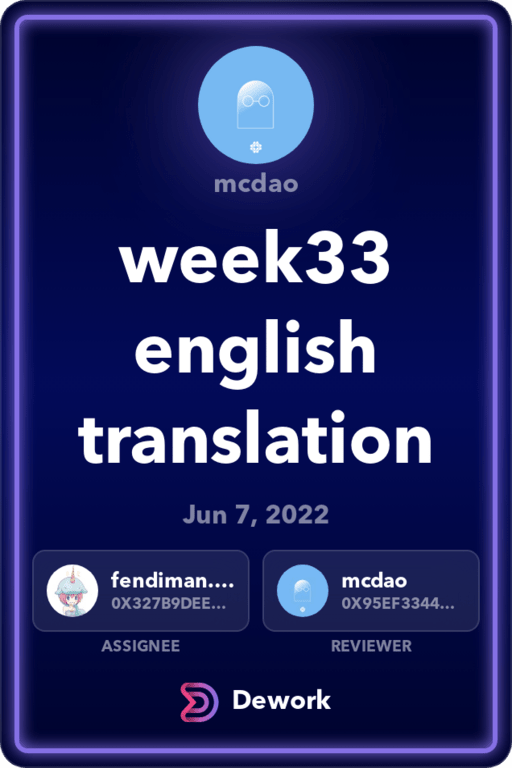 mcdao
week33
english
translation
Jun 7, 2022
fendiman....
0X327B9DEE...
mcdao
0X95EF3344...
ASSIGNEE
REVIEWER
Dework